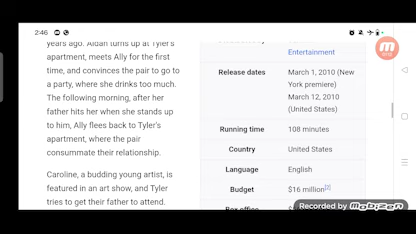 2:46
years ago. Aidan turns up at Tyler's
apartment, meets Ally for the first
time, and convinces the pair to go to
a party, where she drinks too much.
The following morning, after her
father hits her when she stands up
to him, Ally flees back to Tyler's
apartment, where the pair
consummate their relationship.
Caroline, a budding young artist, is
featured in an art show, and Tyler
tries to get their father to attend.
Entertainment
Release dates
March 1, 2010 (New
York premiere)
March 12, 2010
(United States)
Running time
108 minutes
Country
United States
Language
English
Budget
$16 million[2]
Box office
Recorded by Mobizen